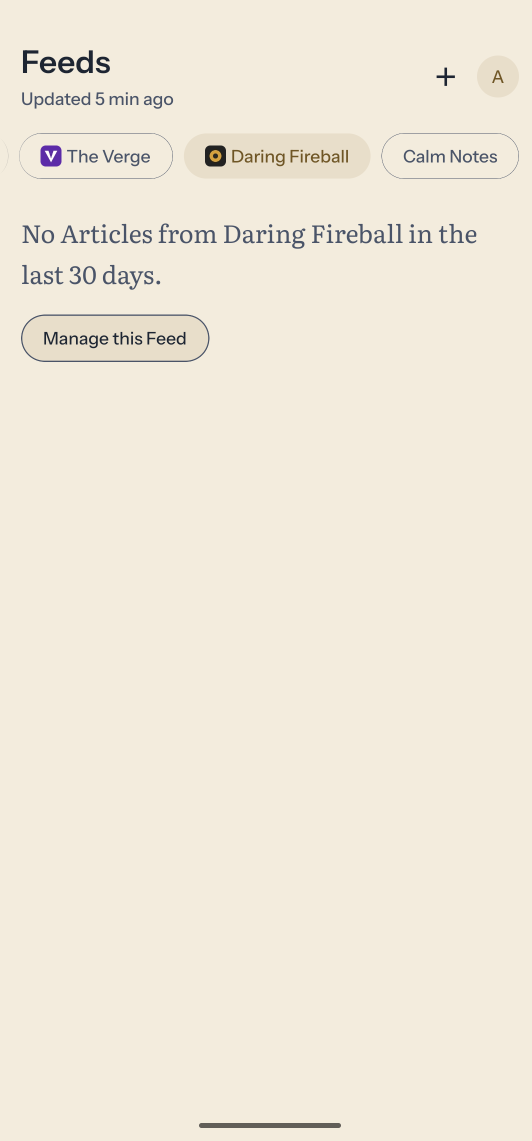 Feeds
Updated 5 min ago
A
The Verge
Daring Fireball
Calm Notes
No Articles from Daring Fireball in the
last 30 days.
Manage this Feed